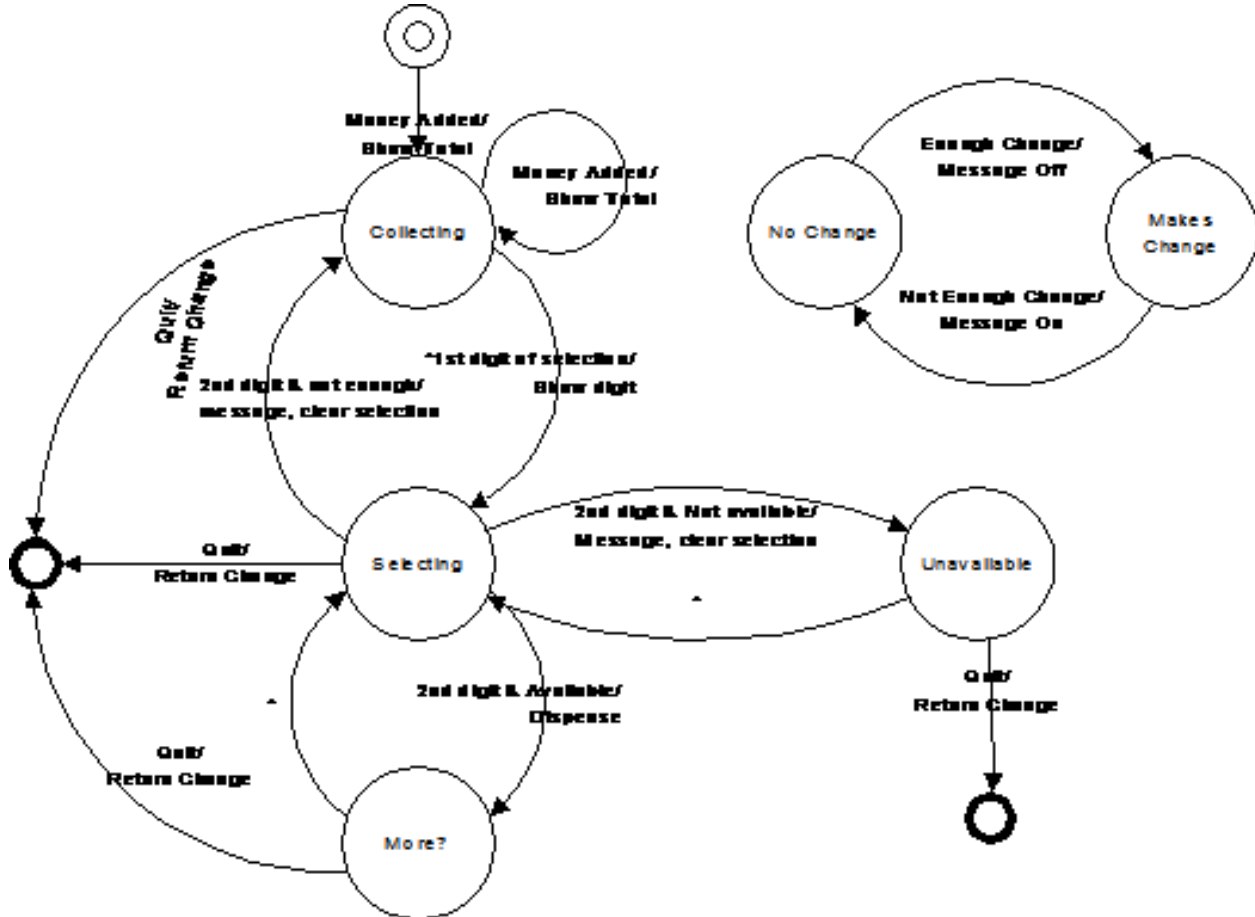 Money Added/
Show Total
Money Added/
Show Total
Collecting
Enough Change/
Message Off
No Change
Makes
Change
Not Enough Change/
Message On
Quit/
Return Change
*1st digit of selection/
Show digit
2nd digit & not enough/
message, clear selection
2nd digit & Not available/
Message, clear selection
Quit/
Return Change
Selecting
Unavailable
*
2nd digit & Available/
Dispense
*
Quit/
Return Change
Quit/
Return Change
More?